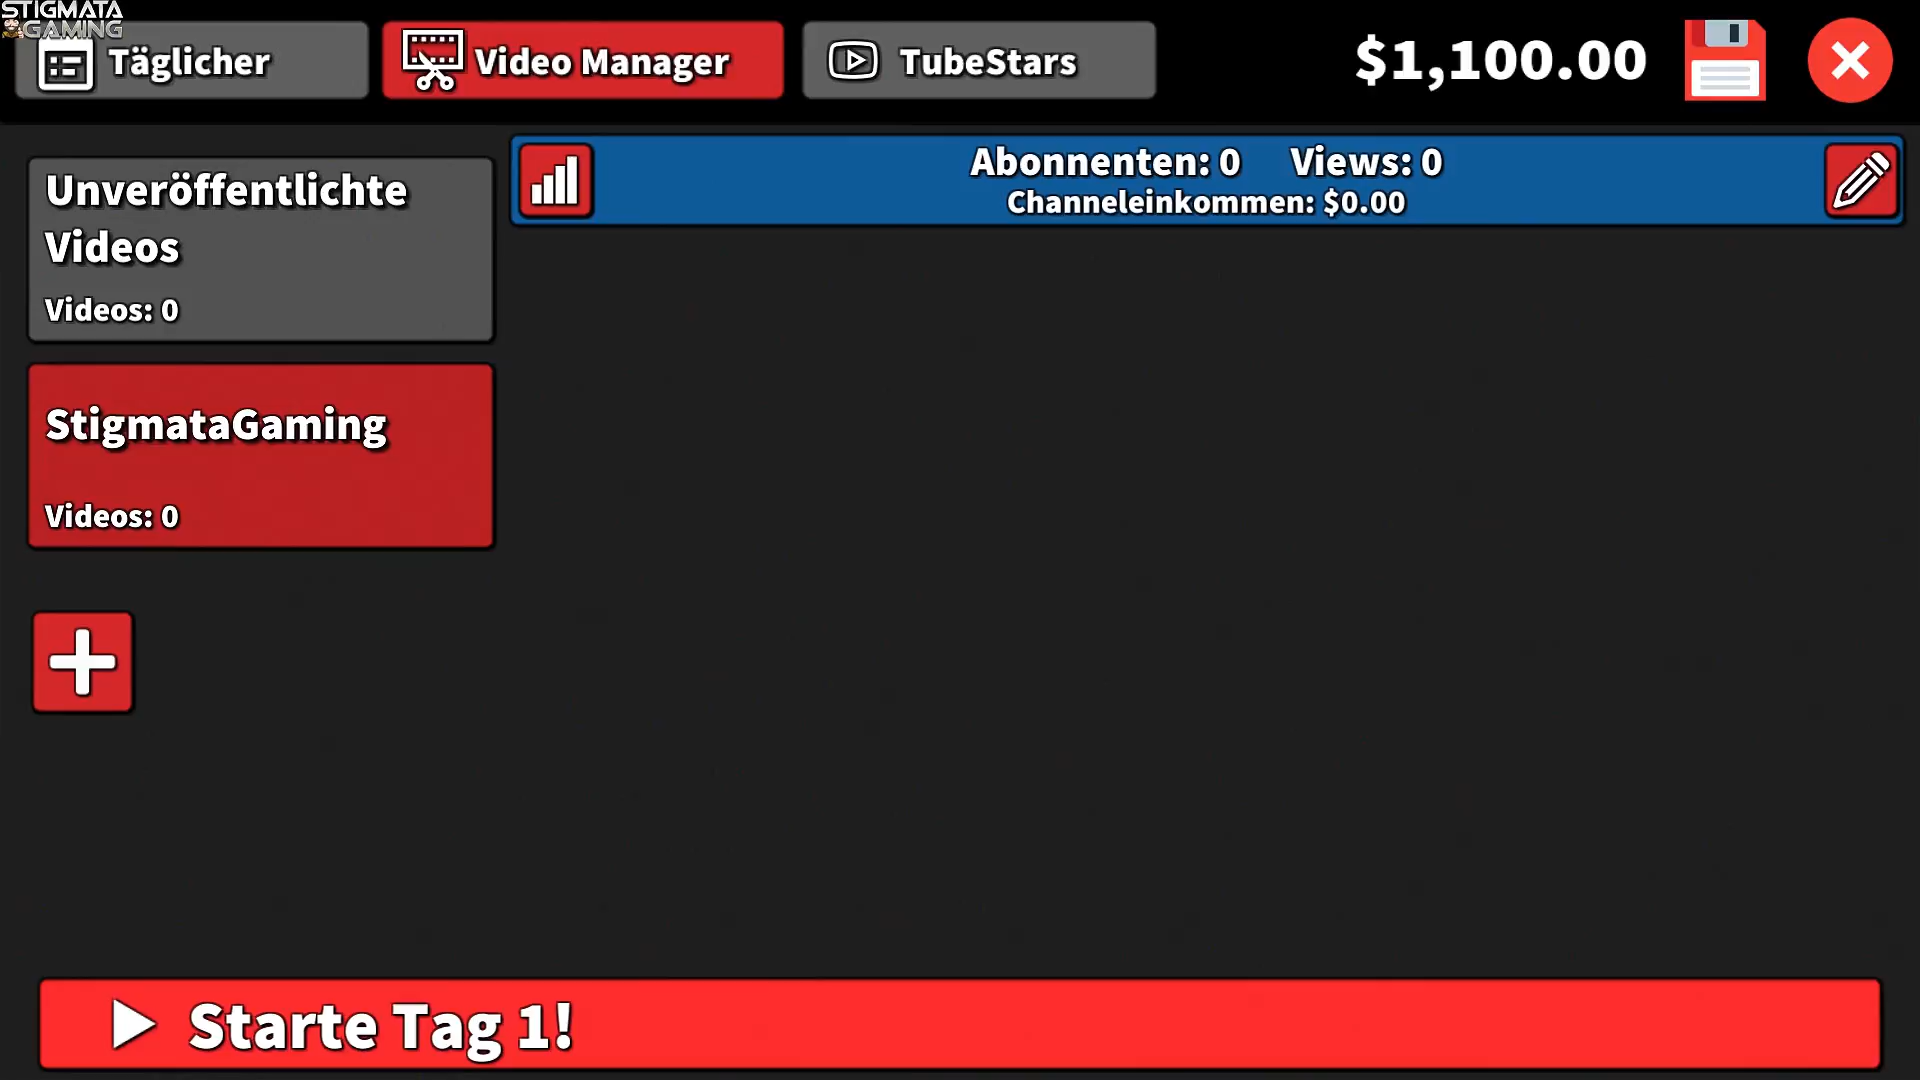 STIGMATA
GAMING
Täglicher
Video Manager
TubeStars
$1,100.00
Unveröffentlichte
Videos
Videos: 0
StigmataGaming
Videos: 0
Abonnenten: 0 Views: 0
Channeleinkommen: $0.00
Starte Tag 1!